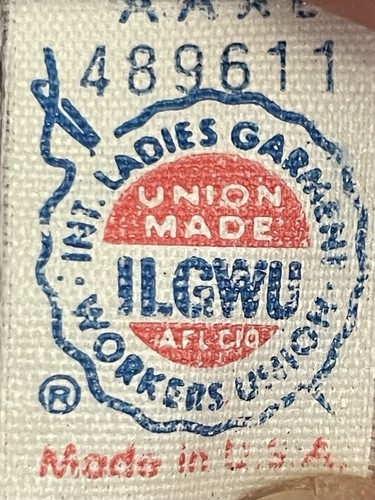 489611
INT. LADIES GARMENT
UNION
MADE
ILGWU
AFL CIO
WORKERS UNION
®
Made in U.S.A.